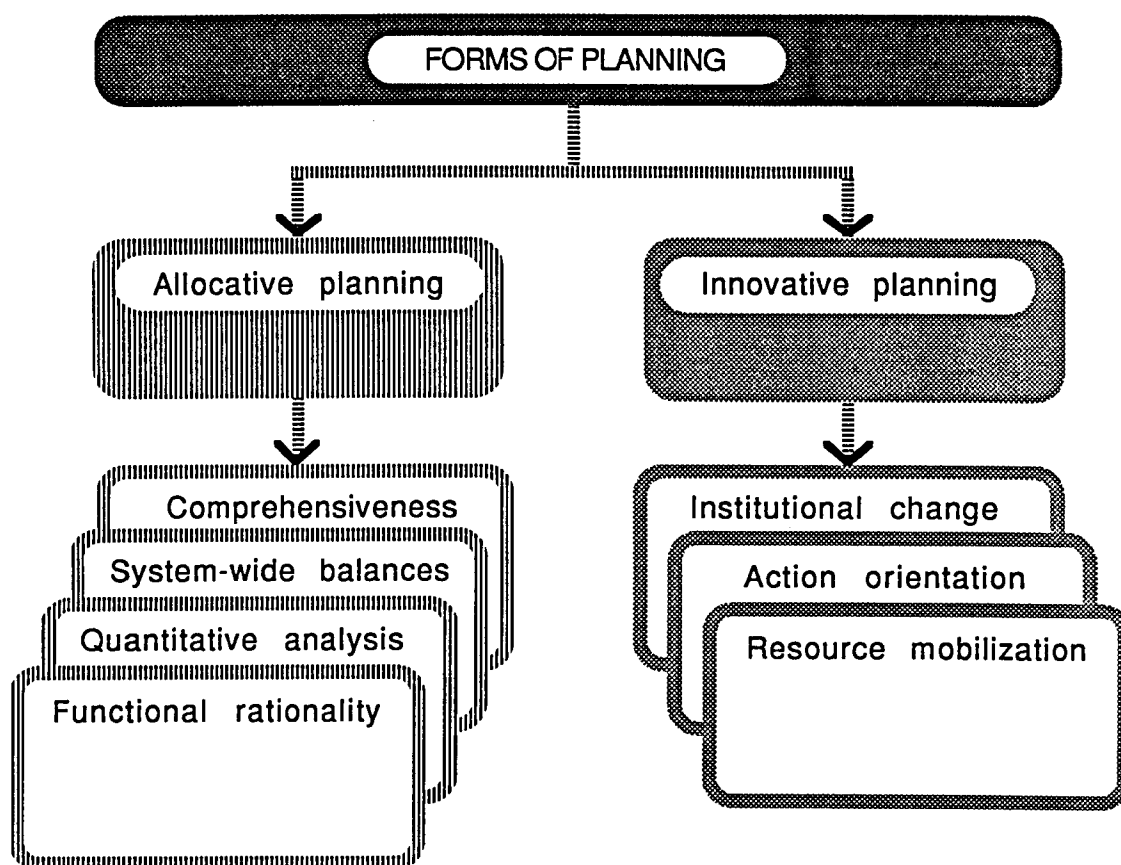 FORMS OF PLANNING
Allocative planning
Innovative planning
Comprehensiveness
System-wide balances
Quantitative analysis
Functional rationality
Institutional change
Action orientation
Resource mobilization